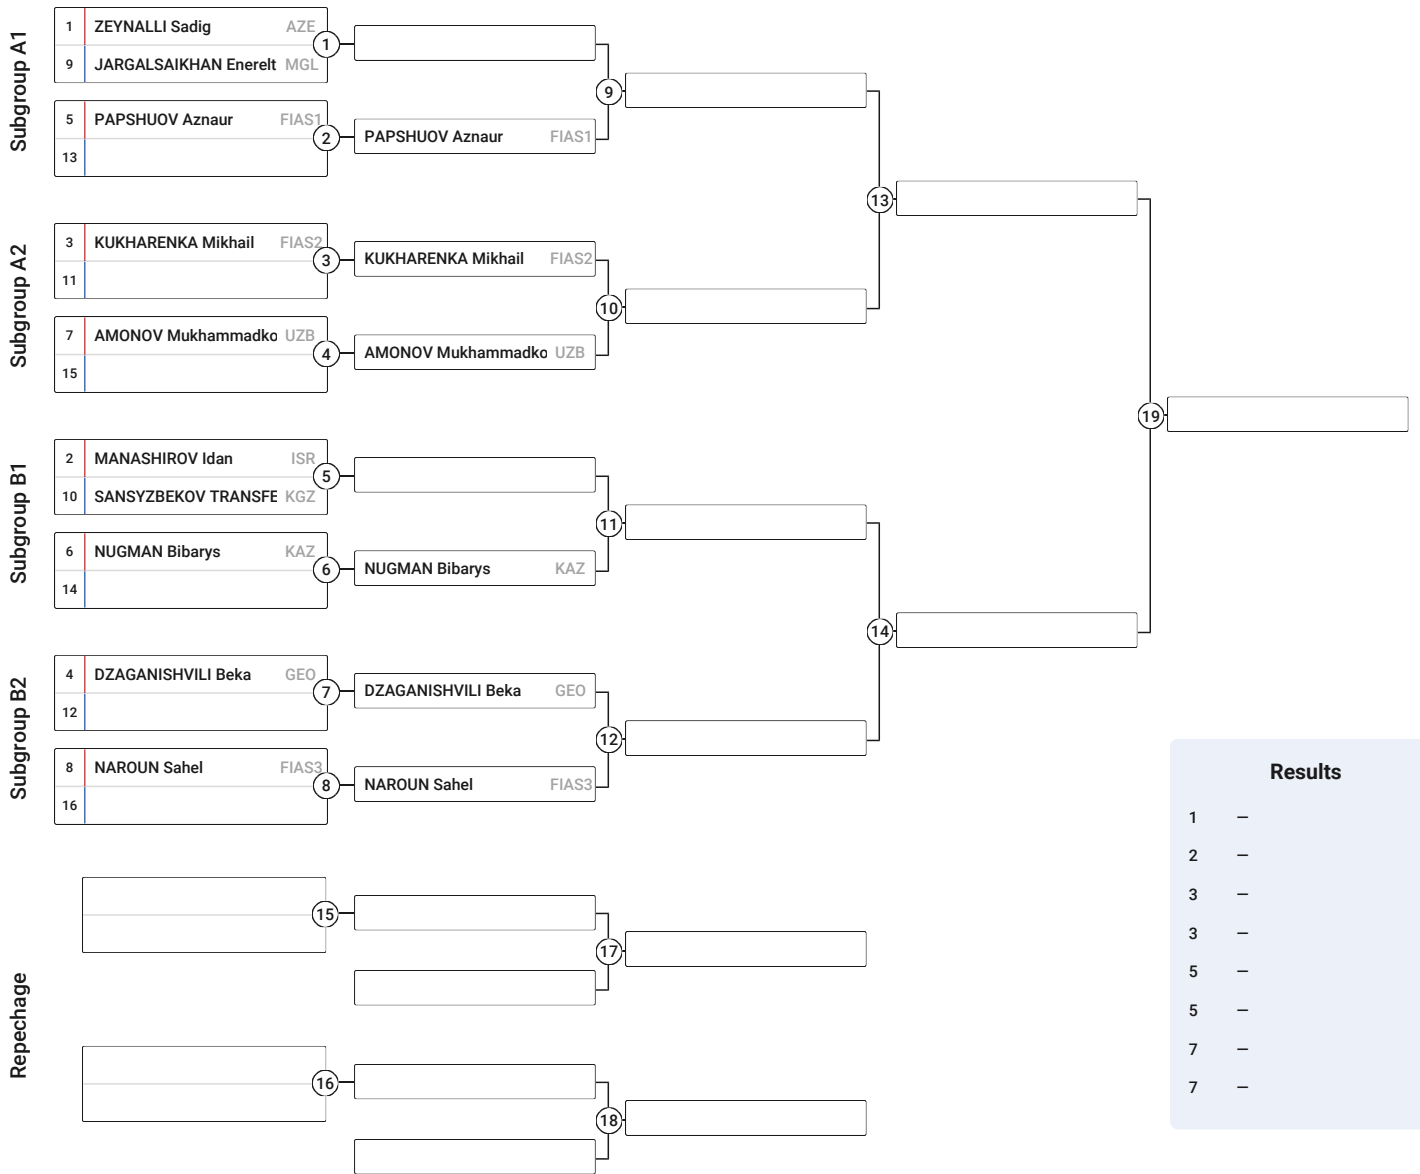 Subgroup A1
1 ZEYNALLI Sadig AZE
9 JARGALSAIKHAN Enerelt MGL
1
5 PAPSHUOV Aznaur FIAS1
13
2
PAPSHUOV Aznaur FIAS1
9
Subgroup A2
3 KUKHARENKA Mikhail FIAS2
11
3
KUKHARENKA Mikhail FIAS2
7 AMONOV Mukhammadko UZB
15
4
AMONOV Mukhammadko UZB
10
13
Subgroup B1
2 MANASHIROV Idan ISR
10 SANSYZBEKOV TRANSFE KGZ
5
6 NUGMAN Bibarys KAZ
14
6
NUGMAN Bibarys KAZ
11
Subgroup B2
4 DZAGANISHVILI Beka GEO
12
7
DZAGANISHVILI Beka GEO
8 NAROUN Sahel FIAS3
16
8
NAROUN Sahel FIAS3
12
14
19
Repechage
15
17
16
18
Results
1 –
2 –
3 –
3 –
5 –
5 –
7 –
7 –